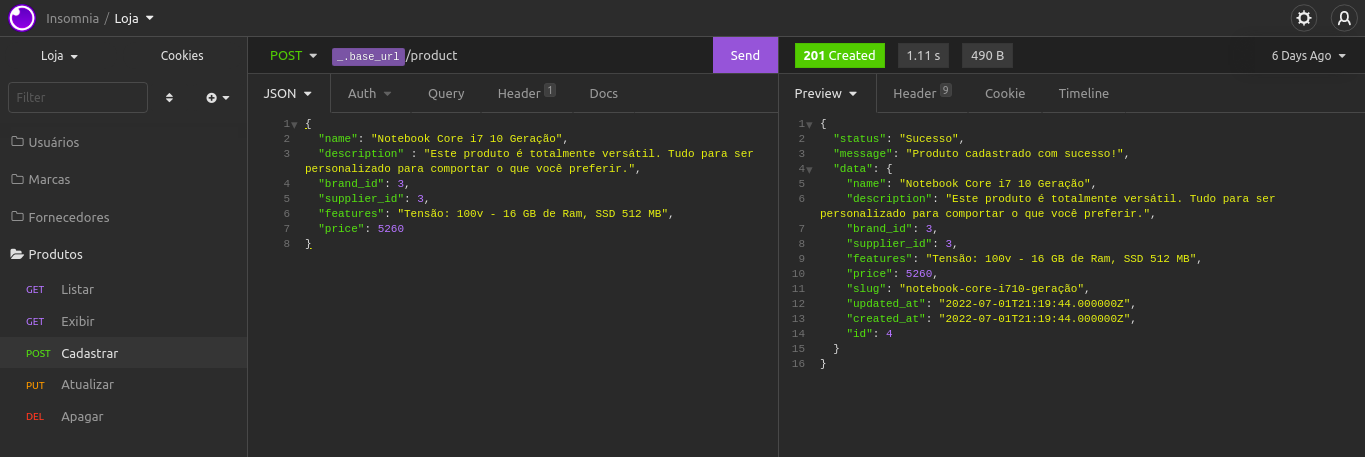 Insomnia / Loja
Loja
Cookies
POST
_.base_url /product
Send
201 Created
1.11 s
490 B
6 Days Ago
Filter
JSON
Auth
Query
Header 1
Docs
Preview
Header 9
Cookie
Timeline
Usuários
Marcas
Fornecedores
Produtos
GET Listar
GET Exibir
POST Cadastrar
PUT Atualizar
DEL Apagar
1 {
2 "name": "Notebook Core i7 10 Geração",
3 "description" : "Este produto é totalmente versátil. Tudo para ser
personalizado para comportar o que você preferir.",
4 "brand_id": 3,
5 "supplier_id": 3,
6 "features": "Tensão: 100v - 16 GB de Ram, SSD 512 MB",
7 "price": 5260
8 }
1 {
2 "status": "Sucesso",
3 "message": "Produto cadastrado com sucesso!",
4 "data": {
5 "name": "Notebook Core i7 10 Geração",
6 "description": "Este produto é totalmente versátil. Tudo para ser
personalizado para comportar o que você preferir.",
7 "brand_id": 3,
8 "supplier_id": 3,
9 "features": "Tensão: 100v - 16 GB de Ram, SSD 512 MB",
10 "price": 5260,
11 "slug": "notebook-core-i710-geração",
12 "updated_at": "2022-07-01T21:19:44.000000Z",
13 "created_at": "2022-07-01T21:19:44.000000Z",
14 "id": 4
15 }
16 }